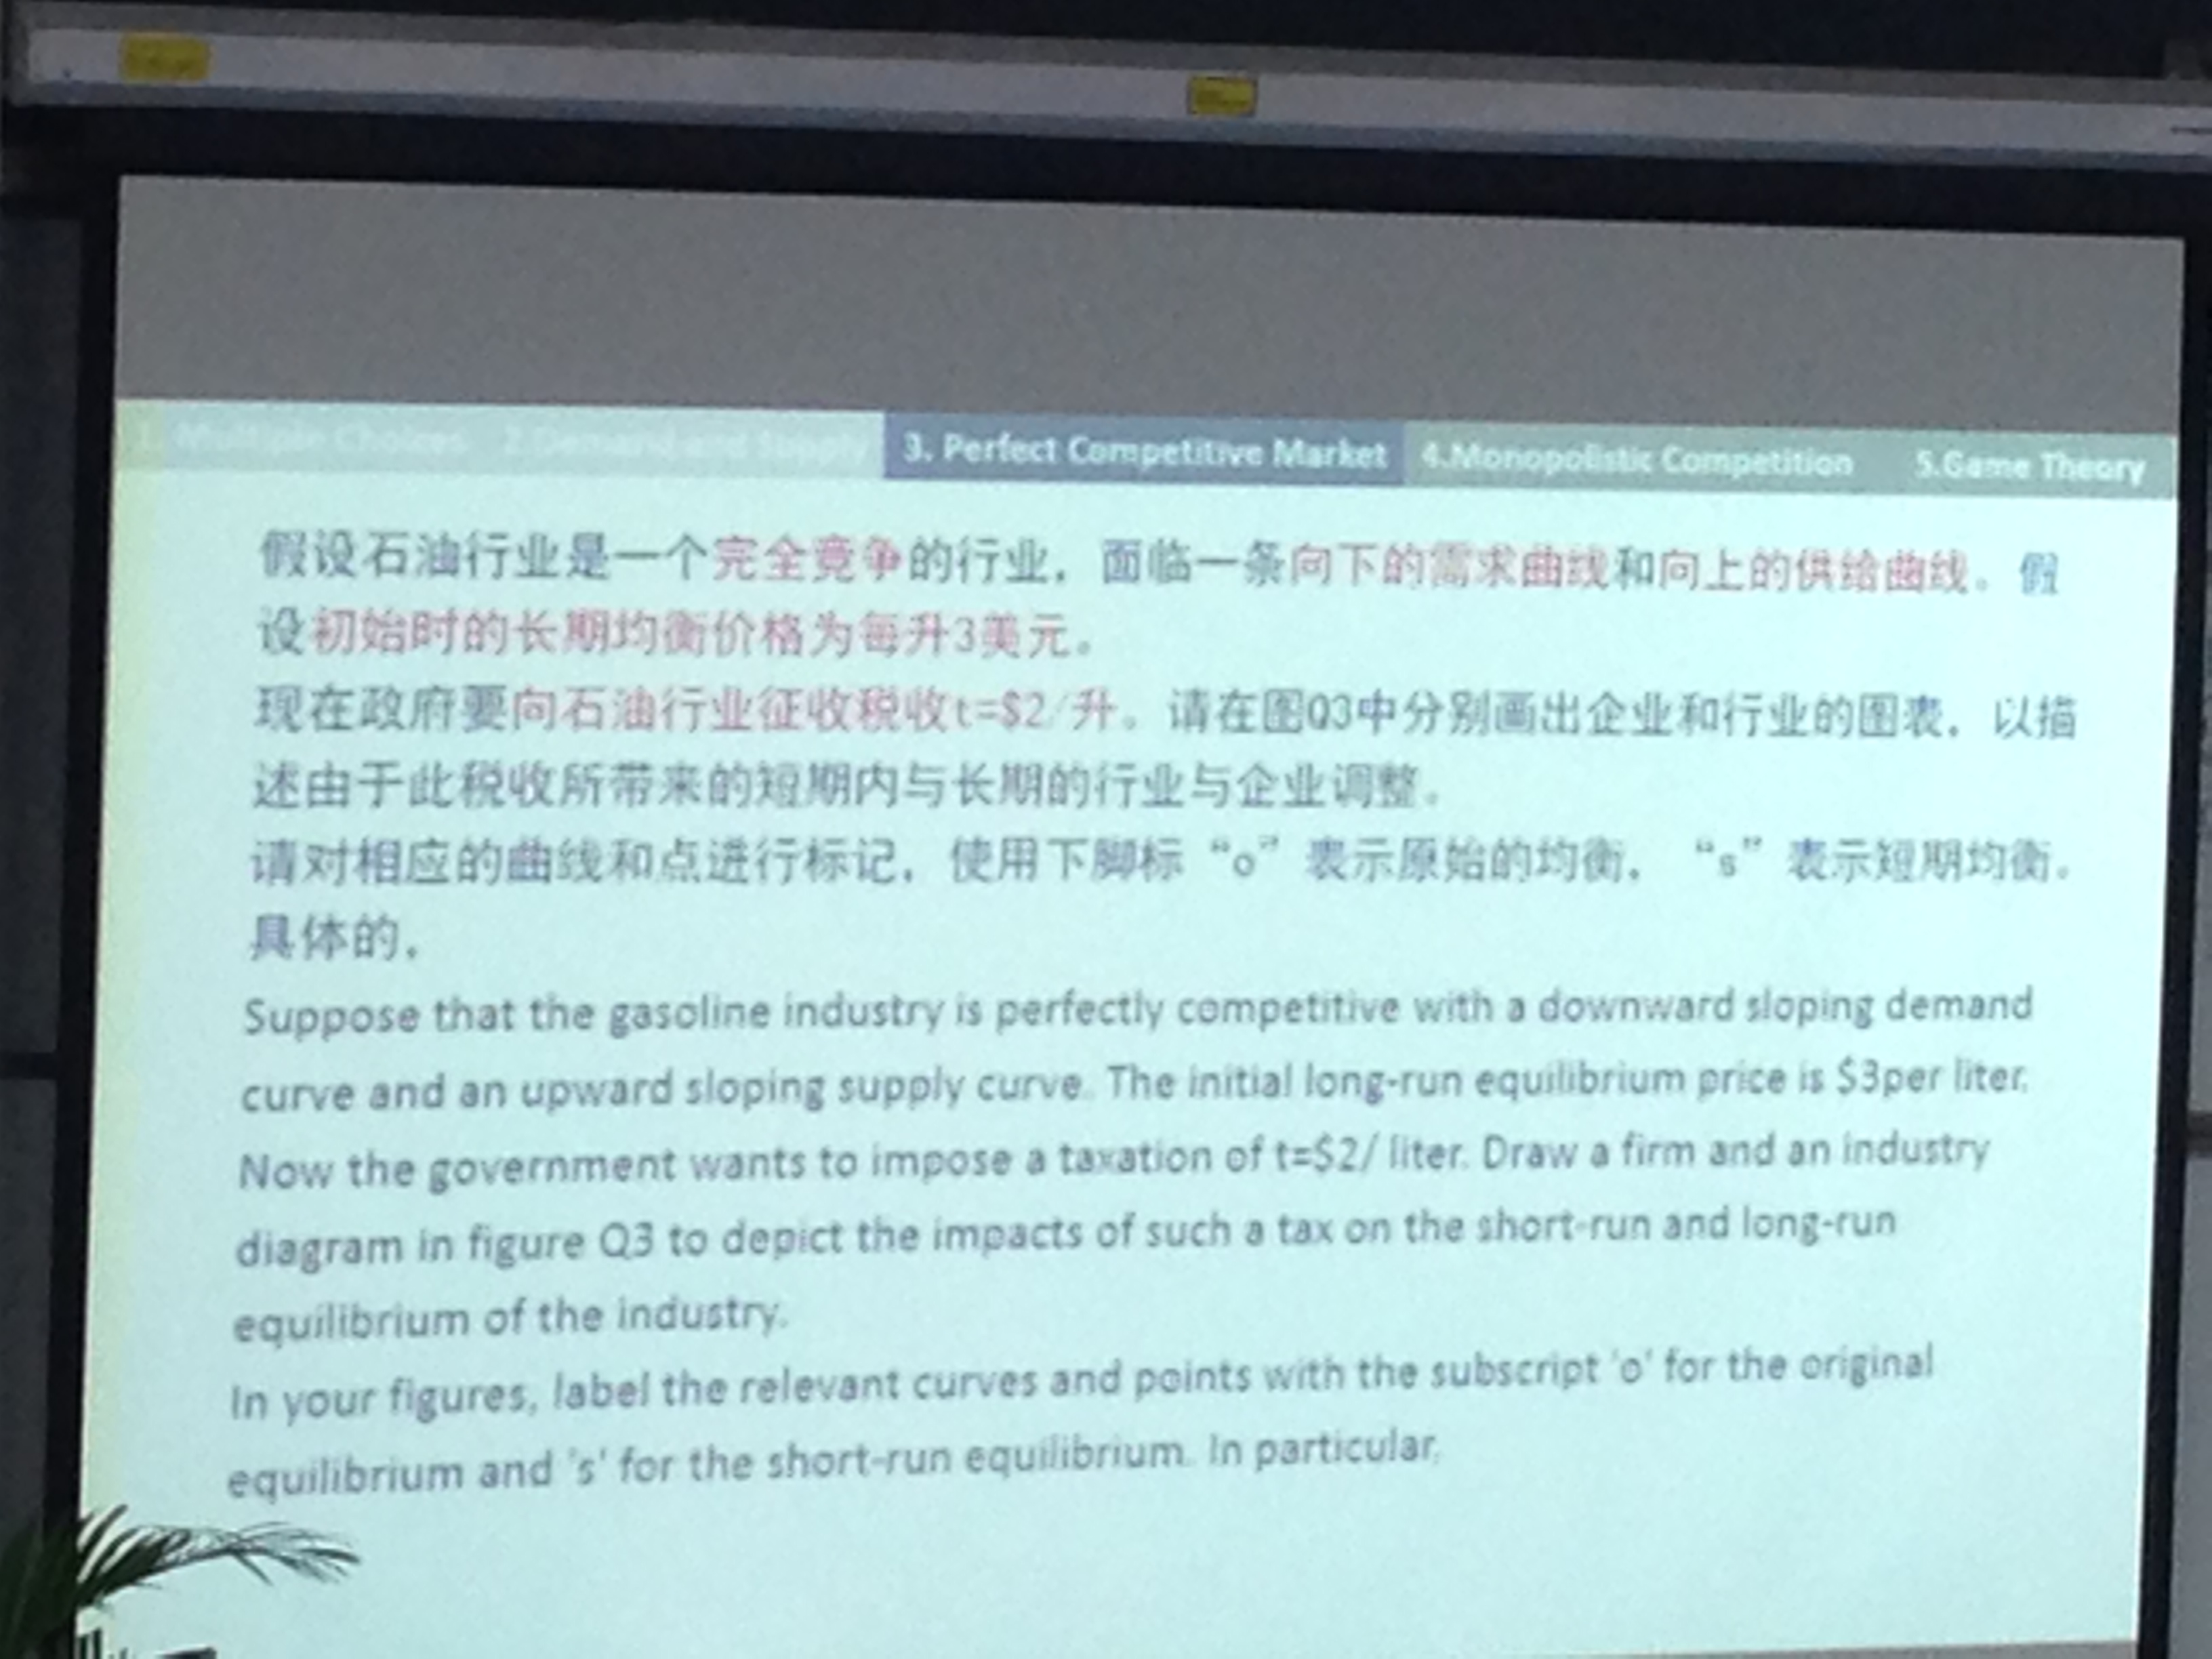 1. Multiple Choices 2.Demand and Supply 3. Perfect Competitive Market 4.Monopolistic Competition 5.Game Theory
假设石油行业是一个完全竞争的行业，面临一条向下的需求曲线和向上的供给曲线。假
设初始时的长期均衡价格为每升3美元。
现在政府要向石油行业征收税收t=$2/升。请在图Q3中分别画出企业和行业的图表，以描
述由于此税收所带来的短期内与长期的行业与企业调整。
请对相应的曲线和点进行标记，使用下脚标“o”表示原始的均衡，“s”表示短期均衡。
具体的，
Suppose that the gasoline industry is perfectly competitive with a downward sloping demand
curve and an upward sloping supply curve. The initial long-run equilibrium price is $3per liter.
Now the government wants to impose a taxation of t=$2/ liter. Draw a firm and an industry
diagram in figure Q3 to depict the impacts of such a tax on the short-run and long-run
equilibrium of the industry.
In your figures, label the relevant curves and points with the subscript 'o' for the original
equilibrium and 's' for the short-run equilibrium. In particular,